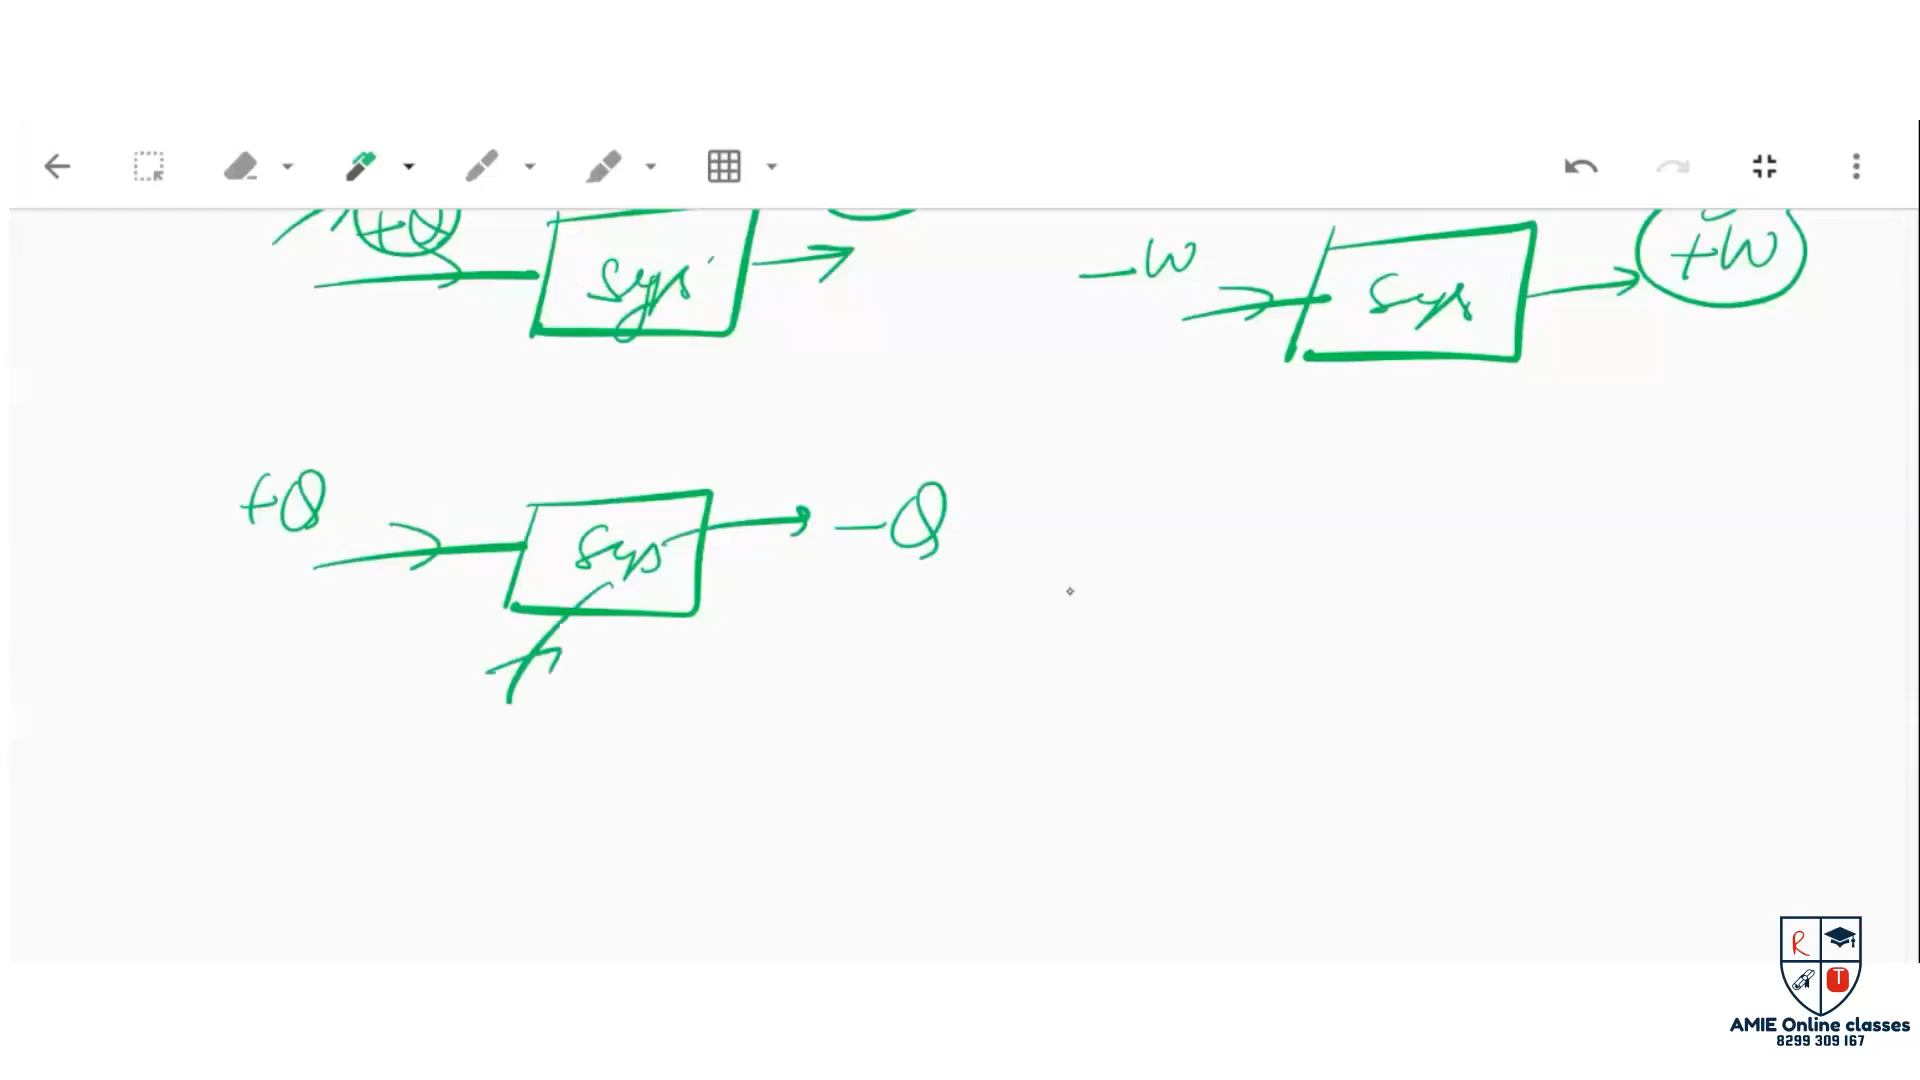 +Q
Sys
-W
Sys
+W
+Q
Sys
-Q
R
T
AMIE Online classes
8299 309 167